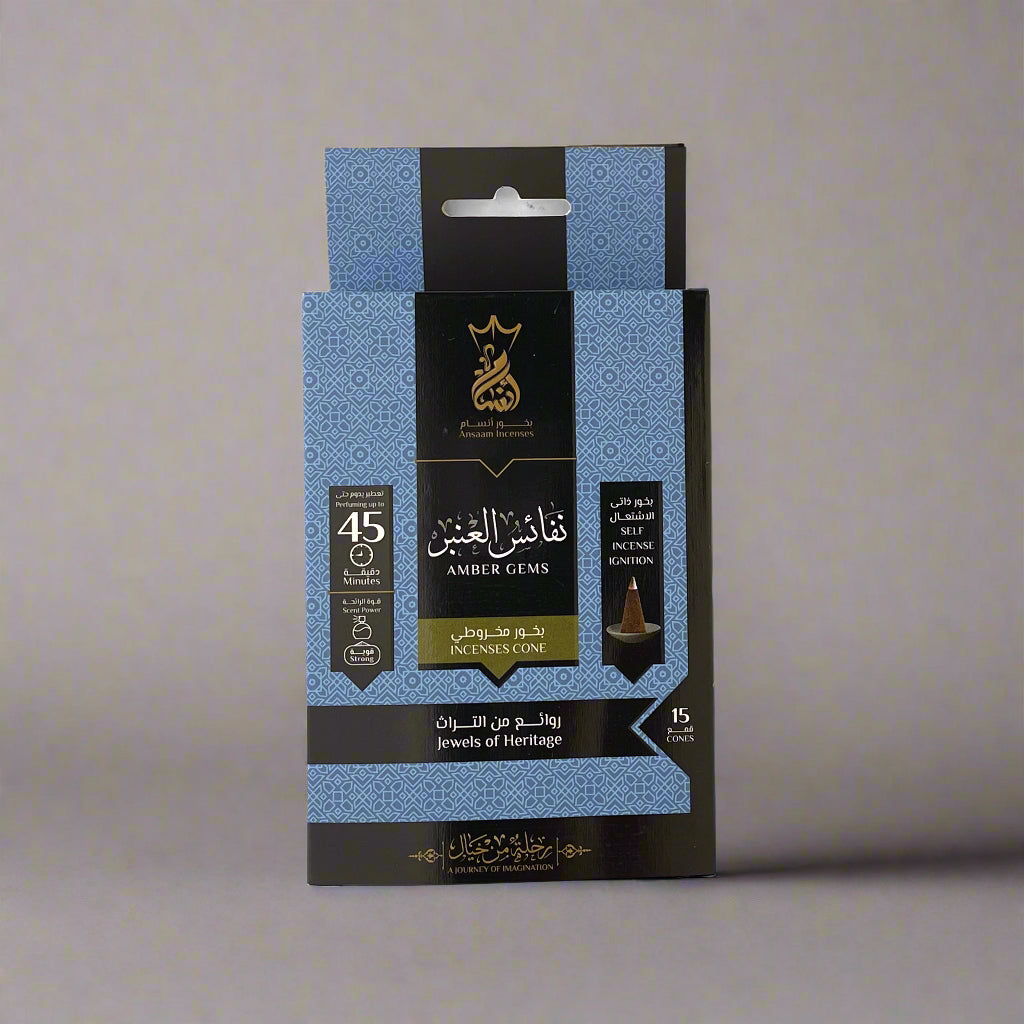 أنسام
بخور أنسام
Ansaam Incenses
تعطير يدوم حتى
Perfuming up to
45
دقيقة
Minutes
قوة الرائحة
Scent Power
قوية
Strong
نفائس العنبر
AMBER GEMS
بخور مخروطي
INCENSES CONE
بخور ذاتي
الاشتعال
SELF
INCENSE
IGNITION
روائع من التراث
Jewels of Heritage
15
قمع
CONES
رحلة من خيال
A JOURNEY OF IMAGINATION